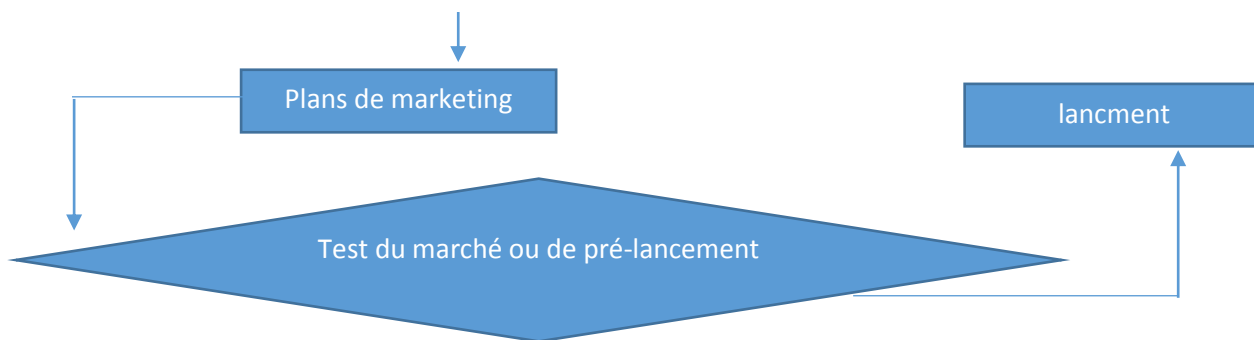 Plans de marketing
lancment
Test du marché ou de pré-lancement